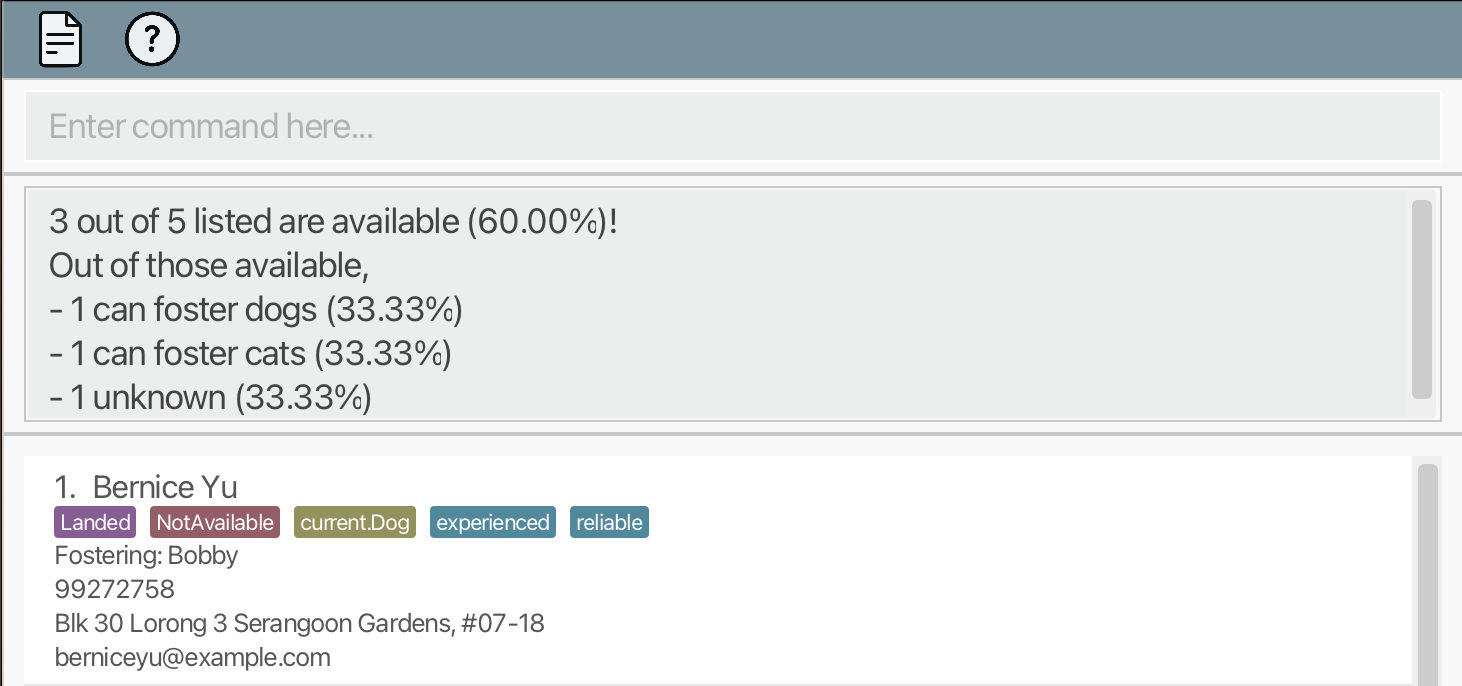 ?
Enter command here...
3 out of 5 listed are available (60.00%)!
Out of those available,
- 1 can foster dogs (33.33%)
- 1 can foster cats (33.33%)
- 1 unknown (33.33%)
1. Bernice Yu
Landed NotAvailable current.Dog experienced reliable
Fostering: Bobby
99272758
Blk 30 Lorong 3 Serangoon Gardens, #07-18
berniceyu@example.com